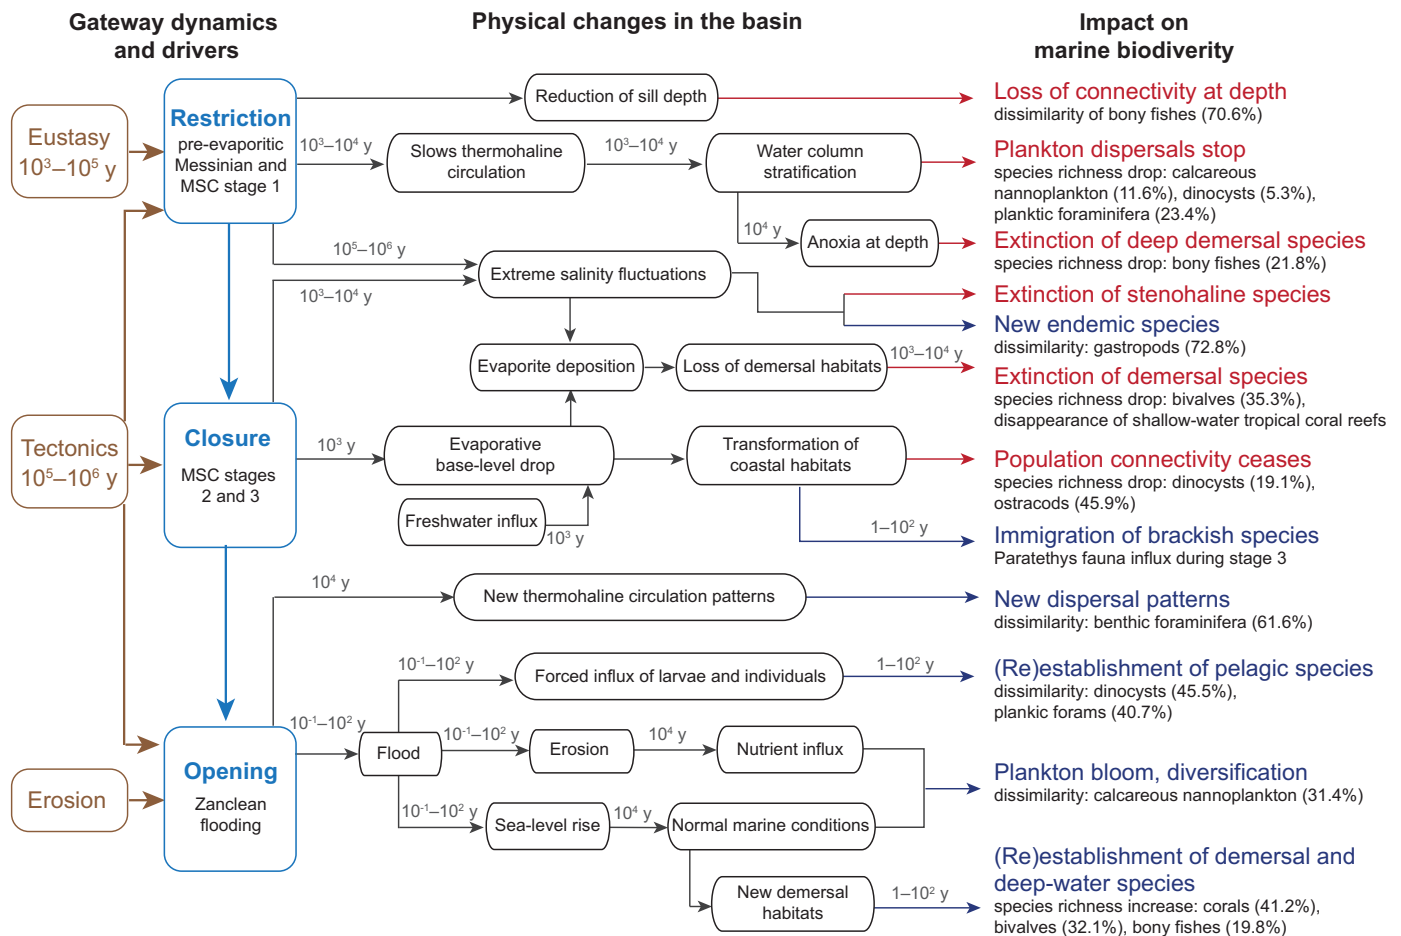 Gateway dynamics
and drivers
Physical changes in the basin
Impact on
marine biodiverity
Eustasy
10³–10⁵ y
Tectonics
10⁵–10⁶ y
Erosion
Restriction
pre-evaporitic
Messinian and
MSC stage 1
Closure
MSC stages
2 and 3
Opening
Zanclean
flooding
Reduction of sill depth
Loss of connectivity at depth
dissimilarity of bony fishes (70.6%)
10³–10⁴ y
Slows thermohaline
circulation
10³–10⁴ y
Water column
stratification
Plankton dispersals stop
species richness drop: calcareous
nannoplankton (11.6%), dinocysts (5.3%),
planktic foraminifera (23.4%)
10⁴ y
Anoxia at depth
Extinction of deep demersal species
species richness drop: bony fishes (21.8%)
10⁵–10⁶ y
10³–10⁴ y
Extreme salinity fluctuations
Extinction of stenohaline species
New endemic species
dissimilarity: gastropods (72.8%)
Evaporite deposition
Loss of demersal habitats
10³–10⁴ y
Extinction of demersal species
species richness drop: bivalves (35.3%),
disappearance of shallow-water tropical coral reefs
10³ y
Evaporative
base-level drop
Transformation of
coastal habitats
Population connectivity ceases
species richness drop: dinocysts (19.1%),
ostracods (45.9%)
Freshwater influx
10³ y
1–10² y
Immigration of brackish species
Paratethys fauna influx during stage 3
10⁴ y
New thermohaline circulation patterns
New dispersal patterns
dissimilarity: benthic foraminifera (61.6%)
10⁻¹–10² y
Flood
10⁻¹–10² y
Forced influx of larvae and individuals
1–10² y
(Re)establishment of pelagic species
dissimilarity: dinocysts (45.5%),
plankic forams (40.7%)
10⁻¹–10² y
Erosion
10⁴ y
Nutrient influx
Plankton bloom, diversification
dissimilarity: calcareous nannoplankton (31.4%)
10⁻¹–10² y
Sea-level rise
10⁴ y
Normal marine conditions
New demersal
habitats
1–10² y
(Re)establishment of demersal and
deep-water species
species richness increase: corals (41.2%),
bivalves (32.1%), bony fishes (19.8%)